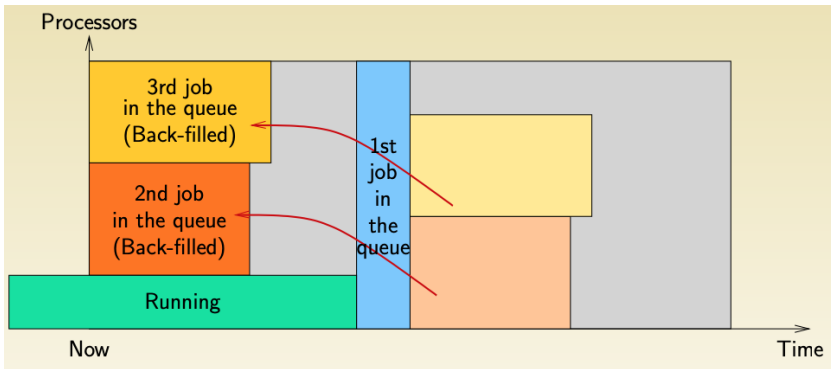 Processors
3rd job
in the queue
(Back-filled)
1st
job
in
the
queue
2nd job
in the queue
(Back-filled)
Running
Now
Time